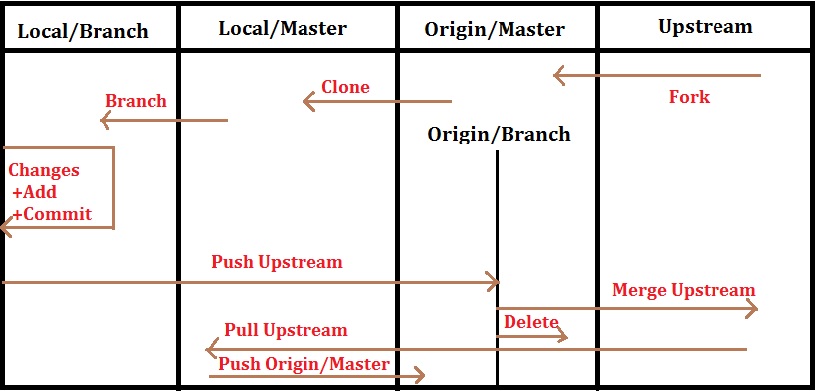 Local/Branch
Local/Master
Origin/Master
Upstream
Fork
Clone
Branch
Origin/Branch
Changes
+Add
+Commit
Push Upstream
Merge Upstream
Delete
Pull Upstream
Push Origin/Master